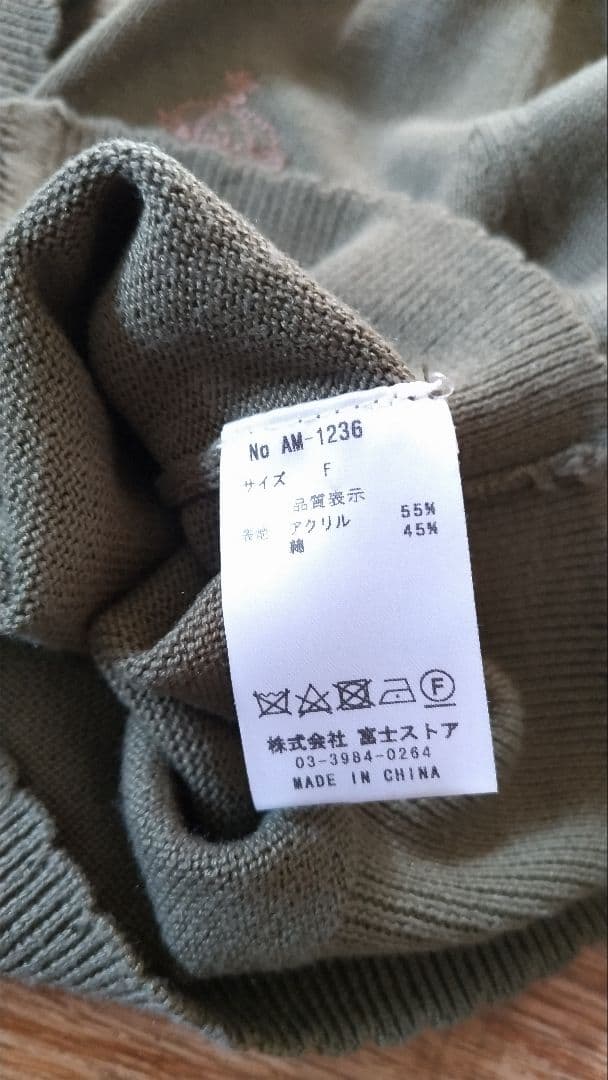 No AM-1236
サイズ F
品質表示
表地 アクリル 55%
綿 45%
F
株式会社 富士ストア
03-3984-0264
MADE IN CHINA